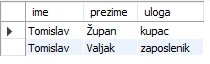 ime prezime uloga
Tomislav Župan kupac
Tomislav Valjak zaposlenik